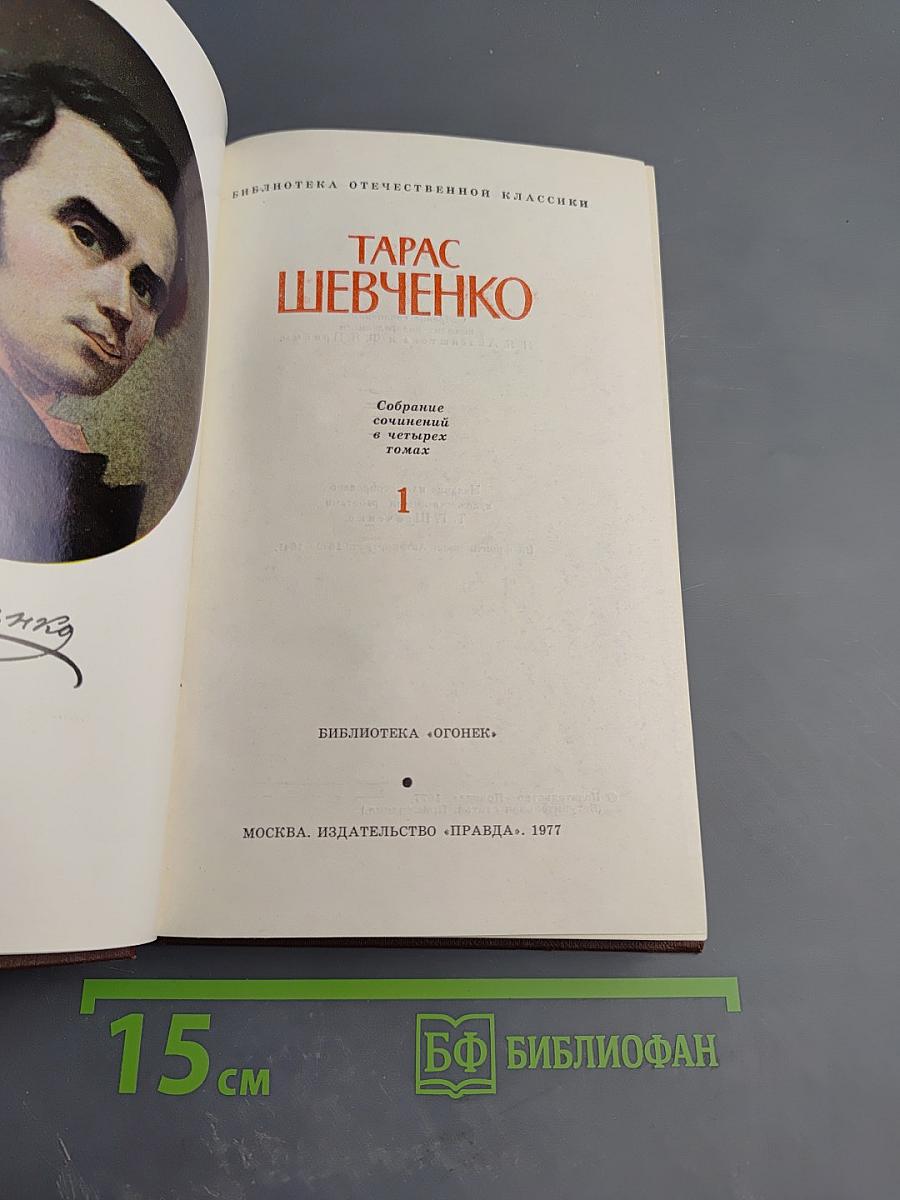 БИБЛИОТЕКА ОТЕЧЕСТВЕННОЙ КЛАССИКИ
ТАРАС
ШЕВЧЕНКО
Собрание
сочинений
в четырех
томах
1
БИБЛИОТЕКА «ОГОНЕК»
МОСКВА. ИЗДАТЕЛЬСТВО «ПРАВДА». 1977
15 см
БФ БИБЛИОФАН